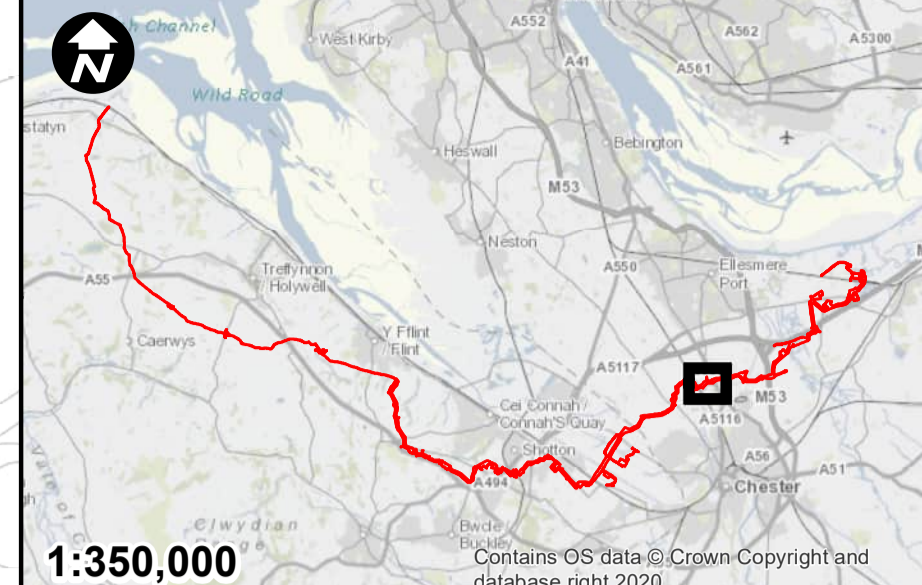 A552
A562
A5300
h Channel
West Kirby
A41
A561
Wild Road
N
statyn
Bebington
Heswall
M53
Neston
A550
Ellesmere
Port
Treffynnon
/ Holywell
A55
Y Fflint
/ Flint
Caerwys
A5117
M53
Cei Connah /
Connah'S Quay
A5116
Shotton
A56
A51
A494
Chester
Clwydian
Range
Bwcle /
Buckley
1:350,000
Contains OS data © Crown Copyright and
database right 2020